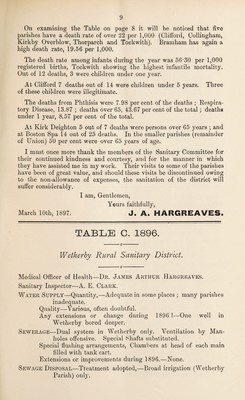 9
On examining the Table on page 8 it will be noticed that five
parishes have a death rate of over 22 per 1,000 (Clifford, Collingham,
Kirkby Overblow, Thorparch and Tockwith). Bramham has again a
high death rate, 19.56 per 1,000.
The death rate among infants during the year was 56·30 per 1,000
registered births, Tockwith showing the highest infantile mortality.
Out of 12 deaths, 3 were children under one year.
At Clifford 7 deaths out of 14 were children under 5 years. Three
of these children were illegitimate.
The deaths from Phthisis were 7.98 per cent of the deaths; Respira-
tory Disease, 13.87; deaths over 65, 43.67 per cent of the total; deaths
under 1 year, 8.57 per cent of the total.
At Kirk Deighton 5 out of 7 deaths were persons over 65 years; and
at Boston Spa 14 out of 25 deaths. In the smaller parishes (remainder
of Union) 50 per cent were over 65 years of age.
I must once more thank the members of the Sanitary Committee for
their continued kindness and courtesy, and for the manner in which
they have assisted me in my work. Their visits to some of the parishes
have been of great value, and should these visits be discontinued owing
to the non-allowance of expenses, the sanitation of the district will
suffer considerably.
I am, Gentlemen,
Yours faithfully,
March 10th, 1897. J. A. HARGREAVES.
TABLE C. 1896.
Wetherby Rural Sanitary District.
Medical Officer of Health—Dr. James Arthur Hargreaves.
Sanitary Inspector—A. E. Clark.
Water Supply—Quantity,—Adequate in some places; many parishes
inadequate.
Quality—Various, often doubtful.
Any extensions or change during 1896?—One well in
Wetherby bored deeper.
Sewerage—Dual system in Wetherby only. Ventilation by Man-
holes offensive. Special Shafts substituted.
Special flushing arrangements, Chambers at head of each main
filled with tank cart.
Extensions or improvements during 1896.—None.
Sewage Disposal—Treatment adopted,—Broad irrigation (Wetherby
Parish) only.